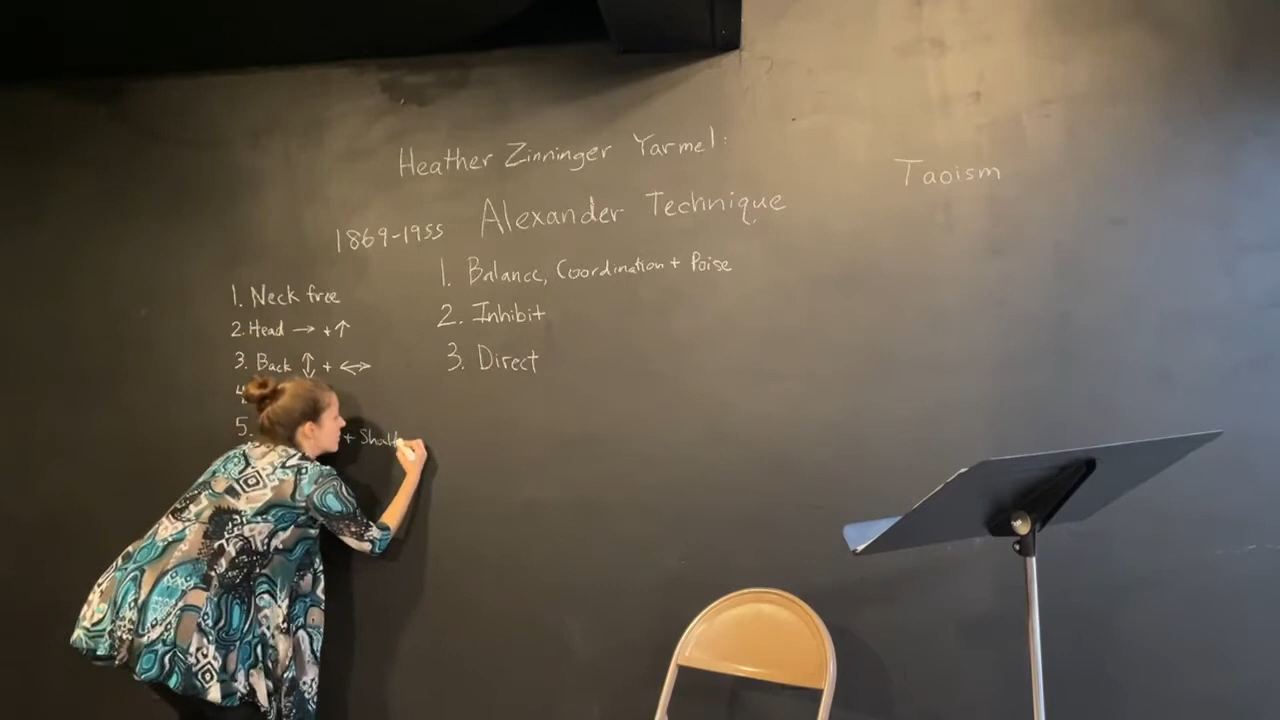 Heather Zinninger Yarmel:
Taoism
1869-1955 Alexander Technique
1. Balance, Coordination + Poise
2. Inhibit
3. Direct
1. Neck free
2. Head → + ↑
3. Back ↕ + ↔
4.
5. +